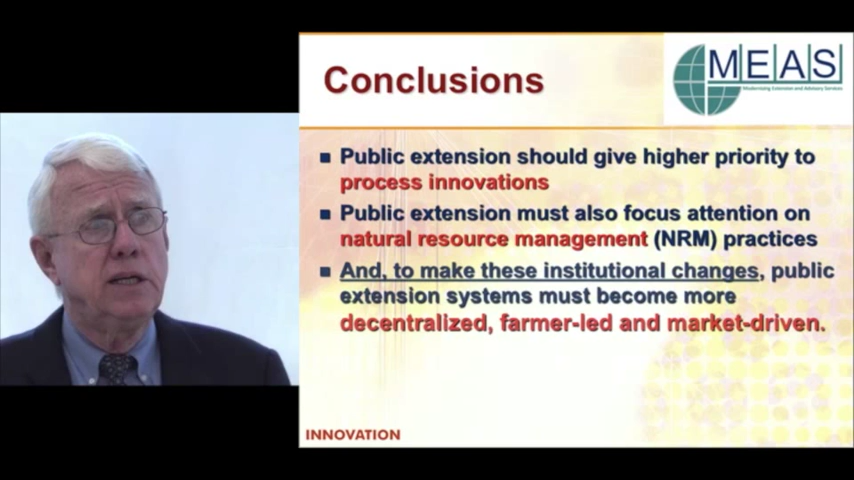 Conclusions
MEAS
Modernizing Extension and Advisory Services
■ Public extension should give higher priority to
process innovations
■ Public extension must also focus attention on
natural resource management (NRM) practices
■ And, to make these institutional changes, public
extension systems must become more
decentralized, farmer-led and market-driven.
INNOVATION